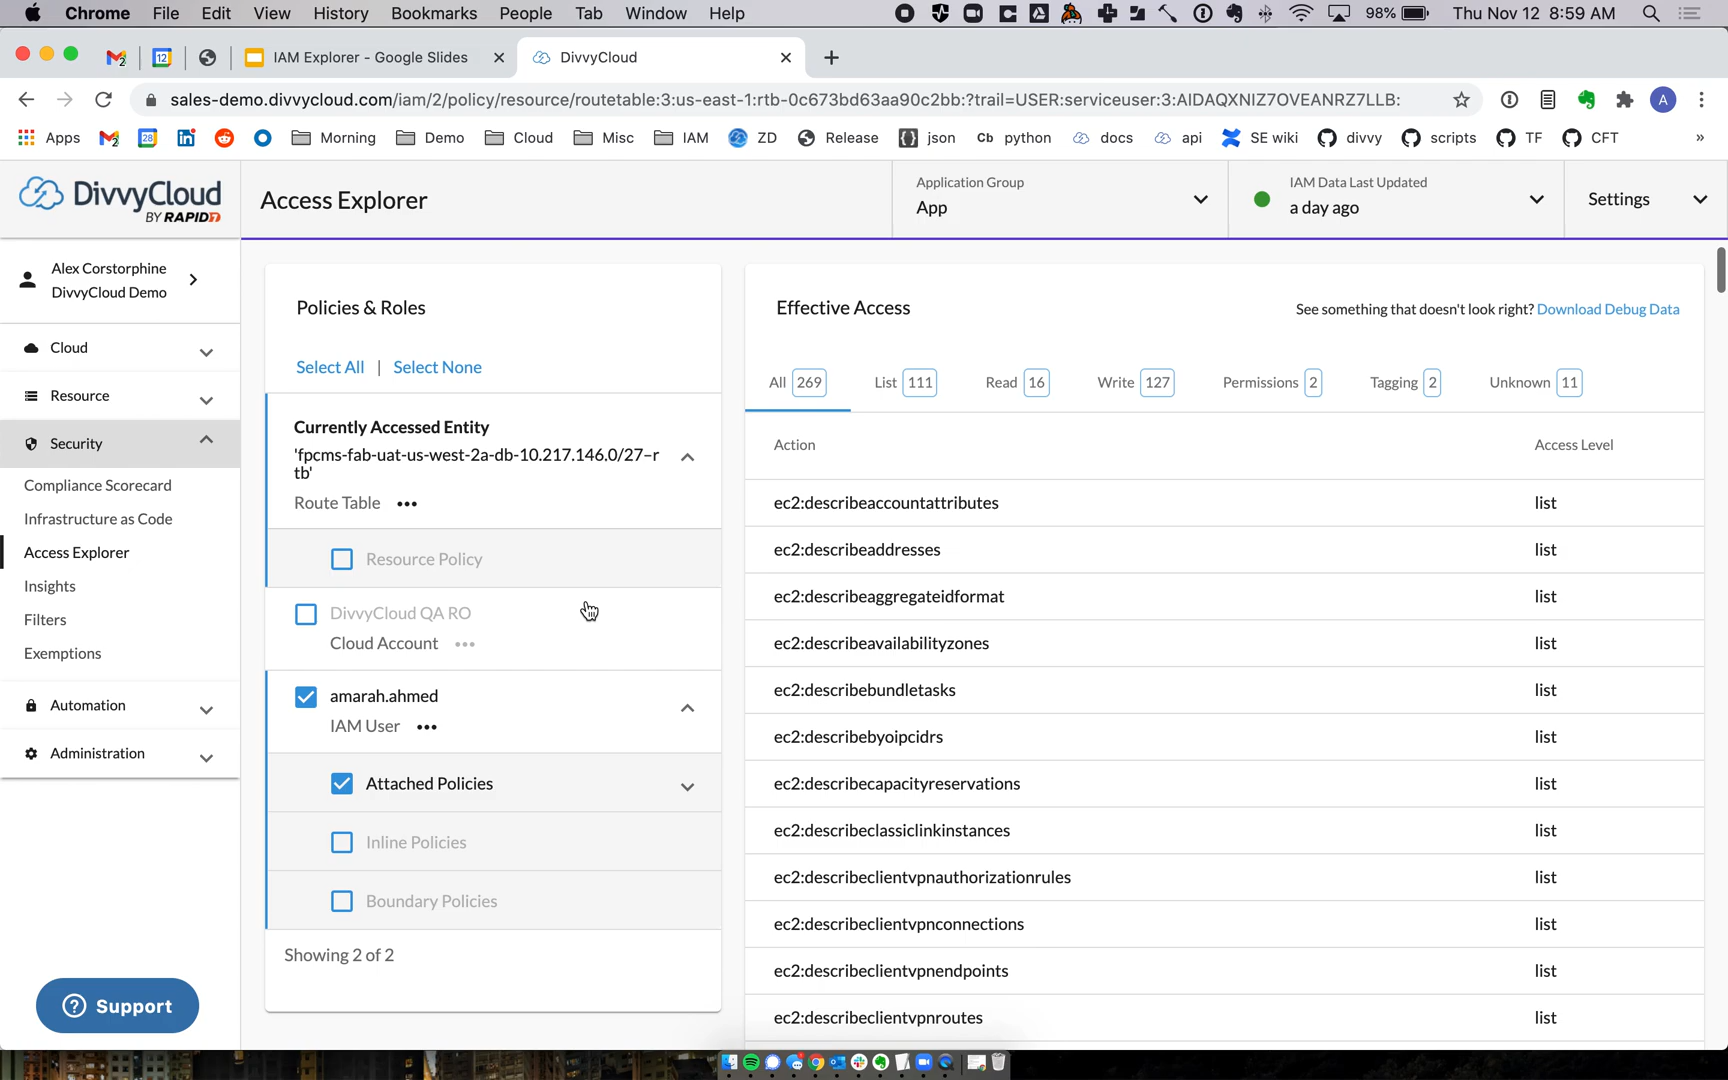 Chrome File Edit View History Bookmarks People Tab Window Help 98% Thu Nov 12 8:59 AM
IAM Explorer - Google Slides DivvyCloud
sales-demo.divvycloud.com/iam/2/policy/resource/routetable:3:us-east-1:rtb-0c673bd63aa90c2bb:?trail=USER:serviceuser:3:AIDAQXNIZ7OVEANRZ7LLB: A
Apps Morning Demo Cloud Misc IAM ZD Release json Cb python docs api SE wiki divvy scripts TF CFT »
DivvyCloud
BY RAPID7
Access Explorer
Application Group
App
IAM Data Last Updated
a day ago
Settings
Alex Corstorphine
DivvyCloud Demo
Cloud
Resource
Security
Compliance Scorecard
Infrastructure as Code
Access Explorer
Insights
Filters
Exemptions
Automation
Administration
Support
Policies & Roles
Select All | Select None
Currently Accessed Entity
'fpcms-fab-uat-us-west-2a-db-10.217.146.0/27–r
tb'
Route Table •••
Resource Policy
DivvyCloud QA RO
Cloud Account •••
amarah.ahmed
IAM User •••
Attached Policies
Inline Policies
Boundary Policies
Showing 2 of 2
Effective Access
See something that doesn't look right? Download Debug Data
All 269 List 111 Read 16 Write 127 Permissions 2 Tagging 2 Unknown 11
Action Access Level
ec2:describeaccountattributes list
ec2:describeaddresses list
ec2:describeaggregateidformat list
ec2:describeavailabilityzones list
ec2:describebundletasks list
ec2:describebyoipcidrs list
ec2:describecapacityreservations list
ec2:describeclassiclinkinstances list
ec2:describeclientvpnauthorizationrules list
ec2:describeclientvpnconnections list
ec2:describeclientvpnendpoints list
ec2:describeclientvpnroutes list